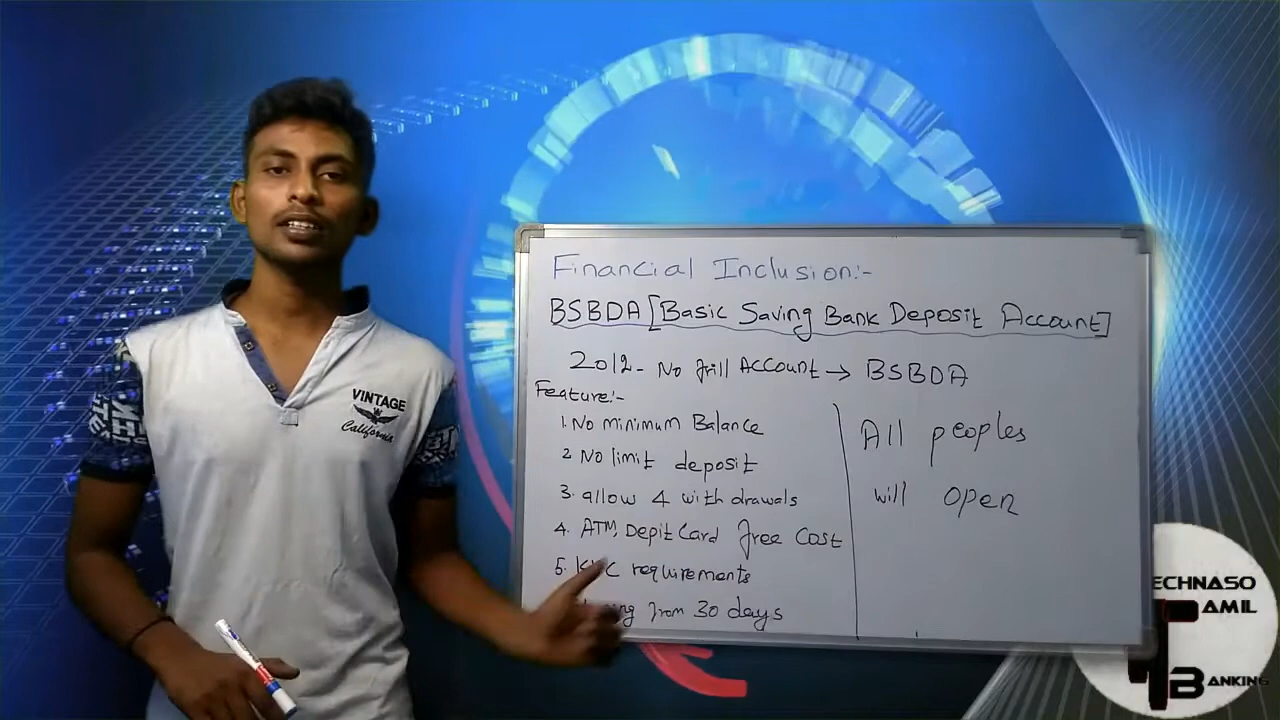 Financial Inclusion:-
BSBDA [Basic Saving Bank Deposit Account]
2012 - No frill Account → BSBDA
Feature:-
1. No minimum Balance
2 No limit deposit
3. allow 4 with drawals
4. ATM, Depit Card free Cost
5. requirements
from 30 days
All peoples
will open
VINTAGE
California
ECHNASO
AMIL
BANKING